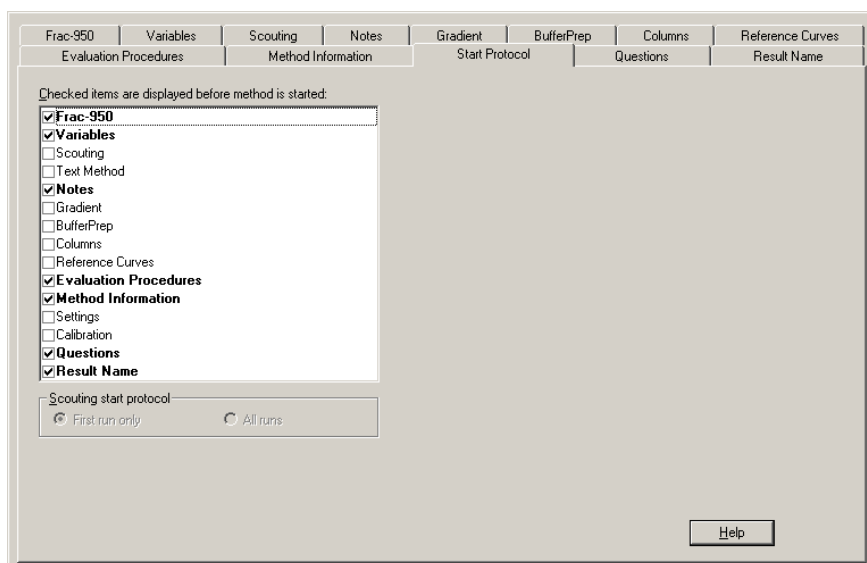 Frac-950 Variables Scouting Notes Gradient BufferPrep Columns Reference Curves
Evaluation Procedures Method Information Start Protocol Questions Result Name
Checked items are displayed before method is started:
Frac-950
Variables
Scouting
Text Method
Notes
Gradient
BufferPrep
Columns
Reference Curves
Evaluation Procedures
Method Information
Settings
Calibration
Questions
Result Name
Scouting start protocol
First run only All runs
Help